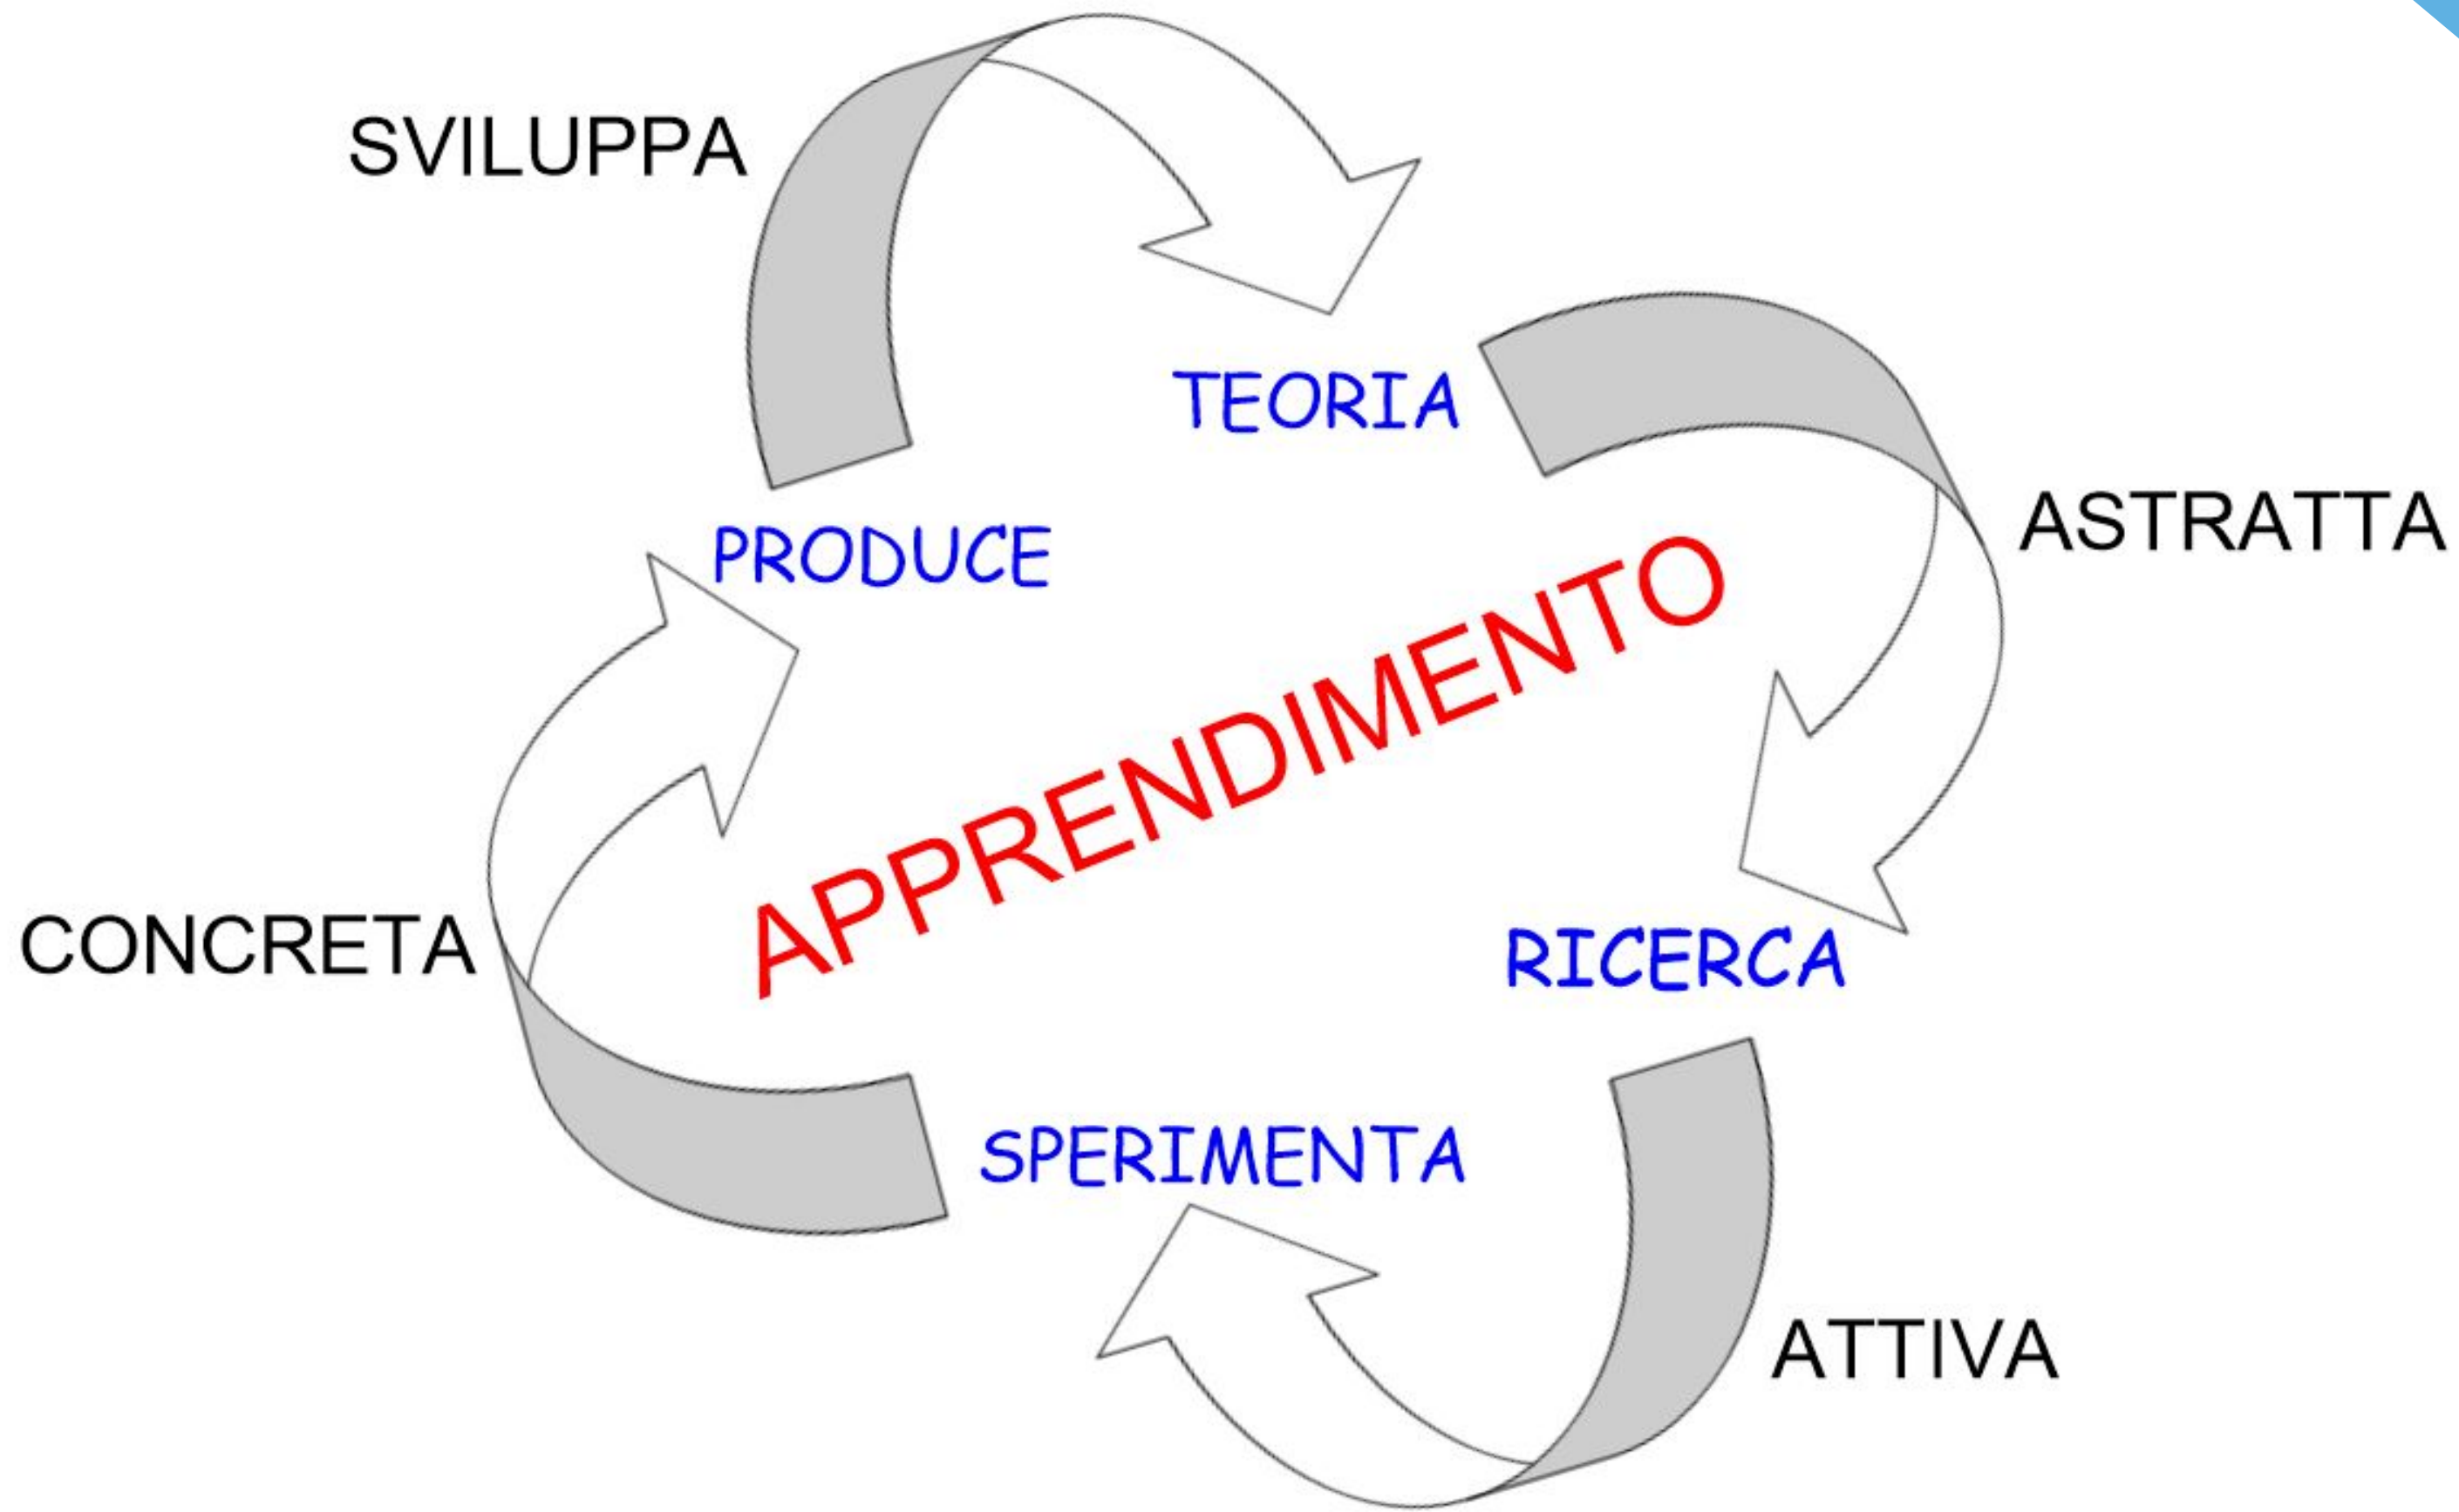 SVILUPPA
TEORIA
ASTRATTA
PRODUCE
APPRENDIMENTO
CONCRETA
RICERCA
SPERIMENTA
ATTIVA